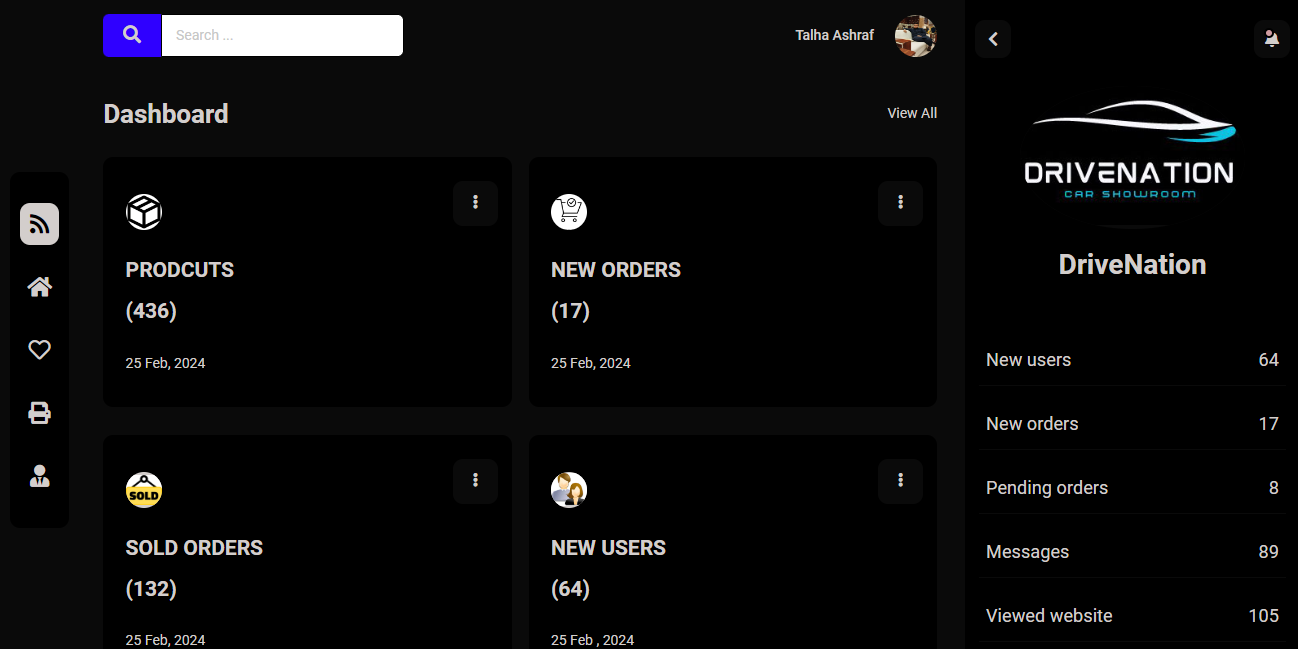 Search ...
Talha Ashraf
Dashboard
View All
PRODCUTS
(436)
25 Feb, 2024
NEW ORDERS
(17)
25 Feb, 2024
SOLD
SOLD ORDERS
(132)
25 Feb, 2024
NEW USERS
(64)
25 Feb , 2024
DRIVENATION
CAR SHOWROOM
DriveNation
New users 64
New orders 17
Pending orders 8
Messages 89
Viewed website 105